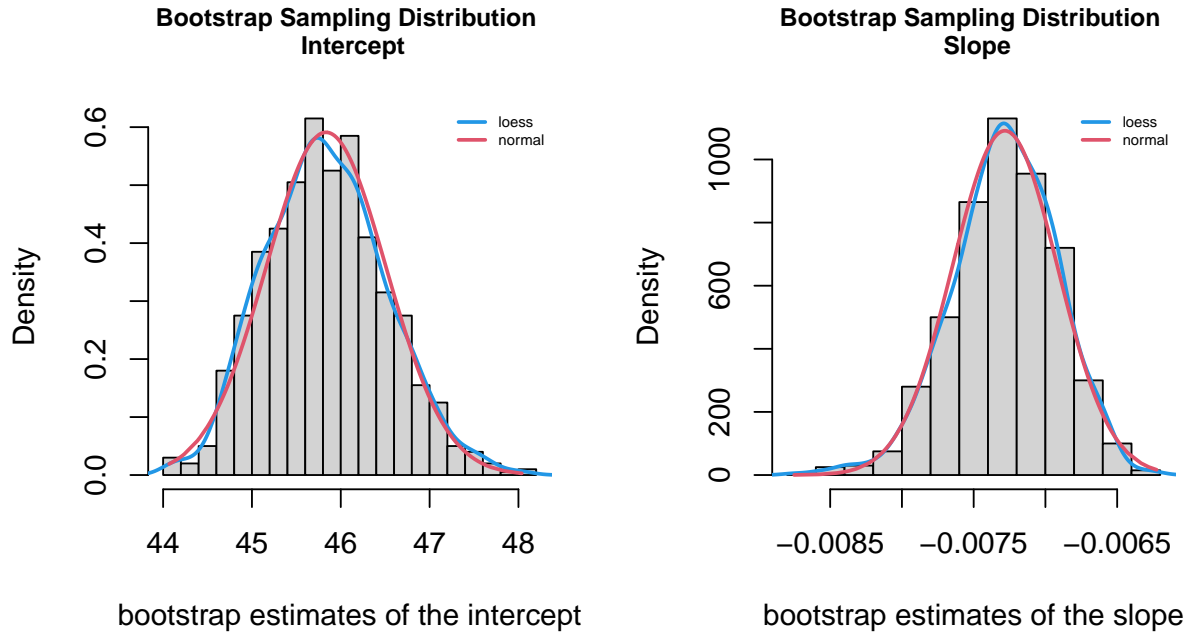 Bootstrap Sampling Distribution
Intercept
loess
normal
Density
0.0
0.2
0.4
0.6
44 45 46 47 48
bootstrap estimates of the intercept
Bootstrap Sampling Distribution
Slope
loess
normal
Density
0
200
600
1000
−0.0085 −0.0075 −0.0065
bootstrap estimates of the slope